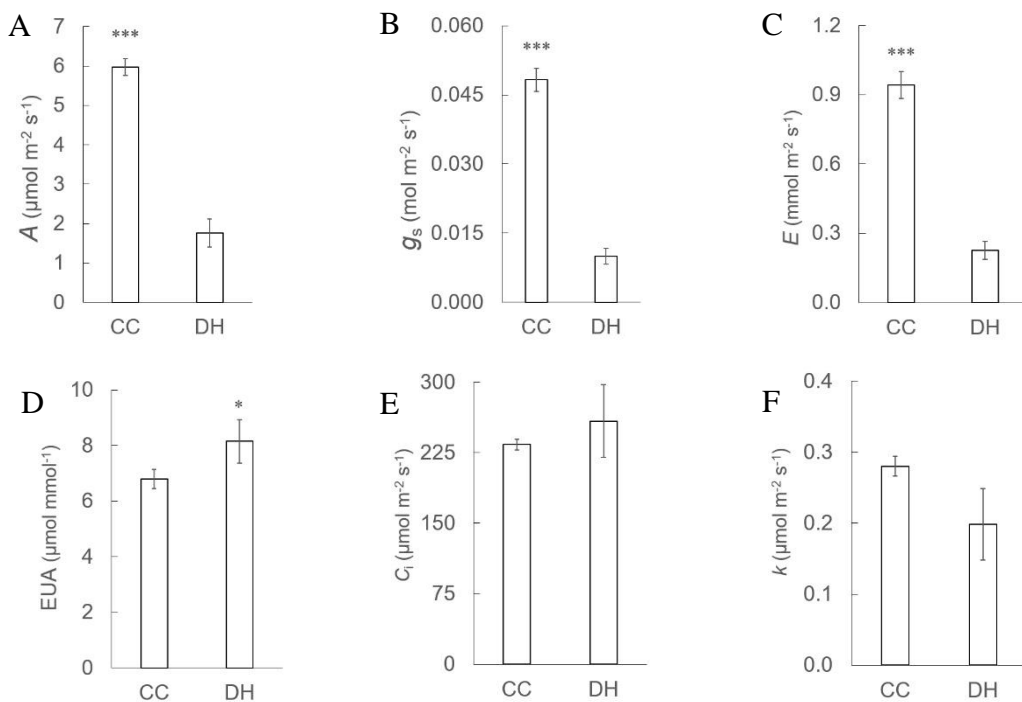 A
A (µmol m⁻² s⁻¹)
7
6
5
4
3
2
1
0
***
CC DH
B
gs (mol m⁻² s⁻¹)
0.060
0.045
0.030
0.015
0.000
***
CC DH
C
E (mmol m⁻² s⁻¹)
1.2
0.9
0.6
0.3
0.0
***
CC DH
D
EUA (µmol mmol⁻¹)
10
8
6
4
2
0
*
CC DH
E
Ci (µmol m⁻² s⁻¹)
300
225
150
75
0
CC DH
F
k (µmol m⁻² s⁻¹)
0.4
0.3
0.2
0.1
0.0
CC DH